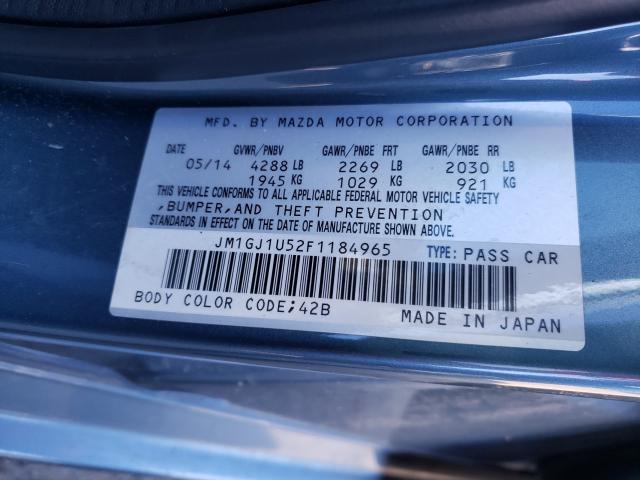 MFD. BY MAZDA MOTOR CORPORATION
DATE GVWR/PNBV GAWR/PNBE FRT GAWR/PNBE RR
05/14 4288 LB 2269 LB 2030 LB
1945 KG 1029 KG 921 KG
THIS VEHICLE CONFORMS TO ALL APPLICABLE FEDERAL MOTOR VEHICLE SAFETY
,BUMPER,AND THEFT PREVENTION
STANDARDS IN EFFECT ON THE DATE OF MANUFACTURE SHOWN ABOVE.
JM1GJ1U52F1184965 TYPE: PASS CAR
BODY COLOR CODE;42B
MADE IN JAPAN